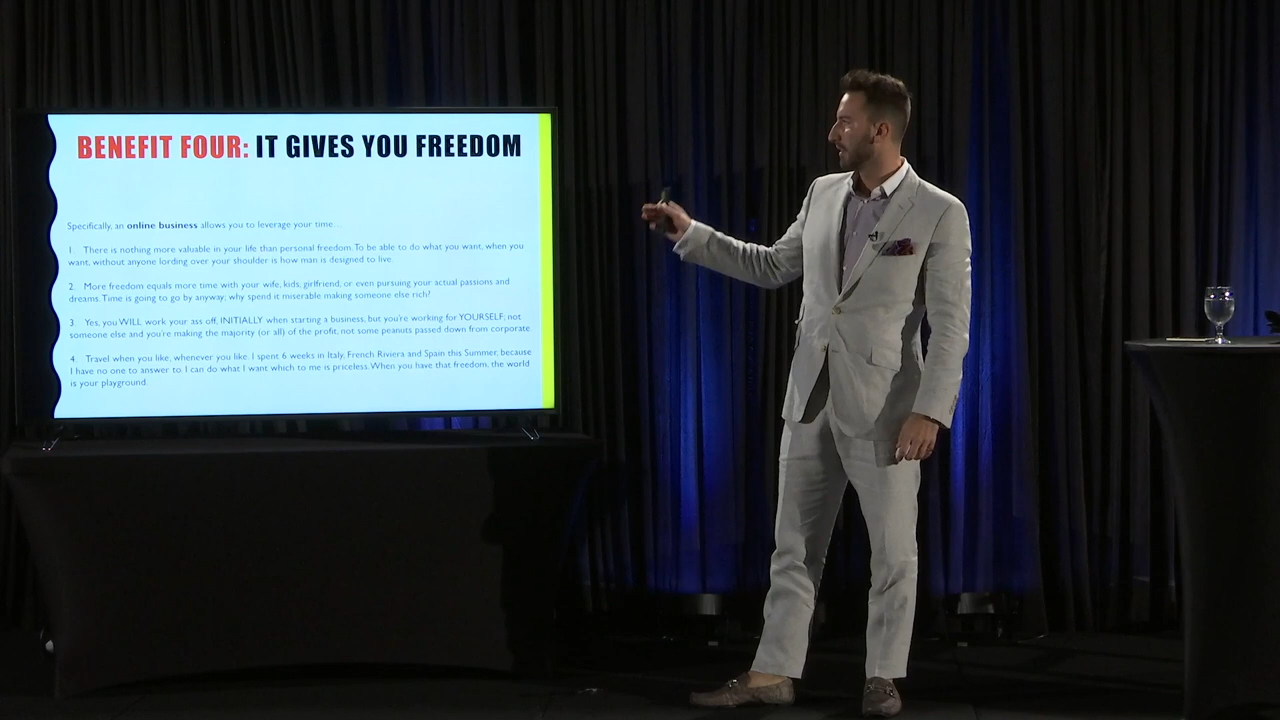 BENEFIT FOUR: IT GIVES YOU FREEDOM
Specifically, an online business allows you to leverage your time...
1. There is nothing more valuable in your life than personal freedom. To be able to do what you want, when you
want, without anyone lording over your shoulder is how man is designed to live.
2. More freedom equals more time with your wife, kids, girlfriend, or even pursuing your actual passions and
dreams. Time is going to go by anyway; why spend it miserable making someone else rich?
3. Yes, you WILL work your ass off, INITIALLY when starting a business, but you're working for YOURSELF; not
someone else and you're making the majority (or all) of the profit, not some peanuts passed down from corporate.
4. Travel when you like, whenever you like. I spent 6 weeks in Italy, French Riviera and Spain this Summer, because
I have no one to answer to. I can do what I want which to me is priceless. When you have that freedom, the world
is your playground.